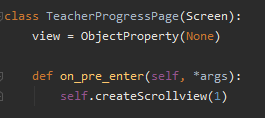 class TeacherProgressPage(Screen):
    view = ObjectProperty(None)
    def on_pre_enter(self, *args):
        self.createScrollview(1)